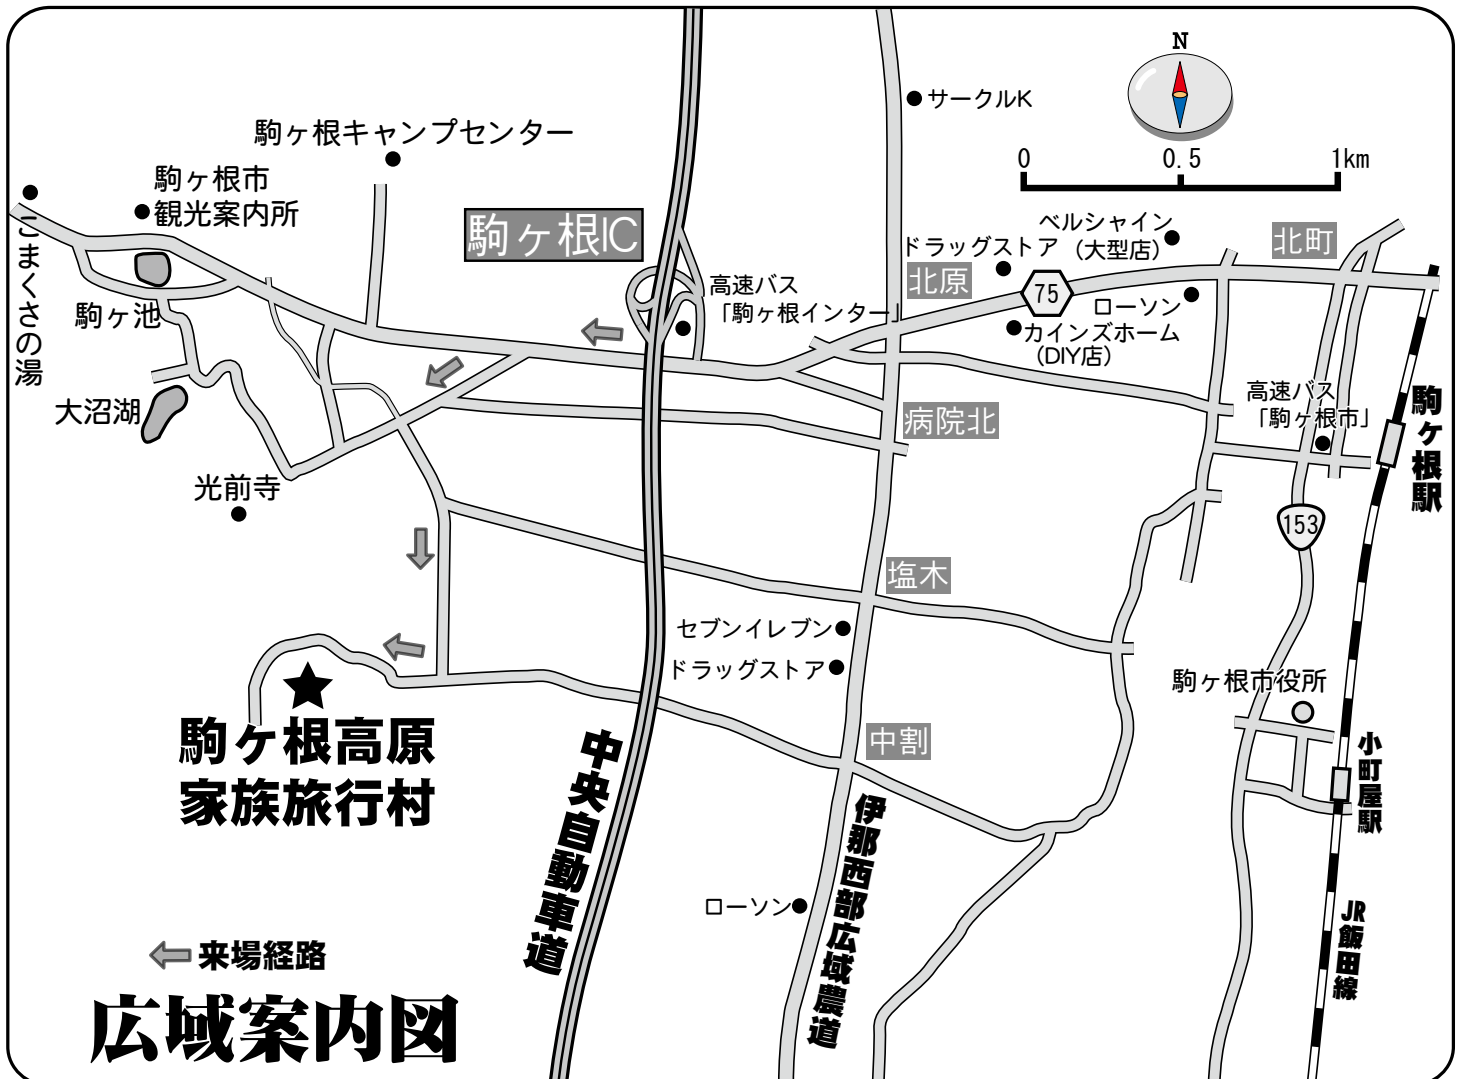 N
サークルK
0 0.5 1km
駒ヶ根キャンプセンター
駒ヶ根市
観光案内所
こまくさの湯
駒ヶ根IC
ベルシャイン
(大型店)
ドラッグストア
北町
北原
75
高速バス
「駒ヶ根インター」
ローソン
カインズホーム
(DIY店)
駒ヶ池
大沼湖
高速バス
「駒ヶ根市」
駒ヶ根駅
病院北
光前寺
153
塩木
セブンイレブン
ドラッグストア
駒ヶ根市役所
駒ヶ根高原
家族旅行村
中割
中央自動車道
小町屋駅
伊那西部広域農道
ローソン
JR飯田線
来場経路
広域案内図